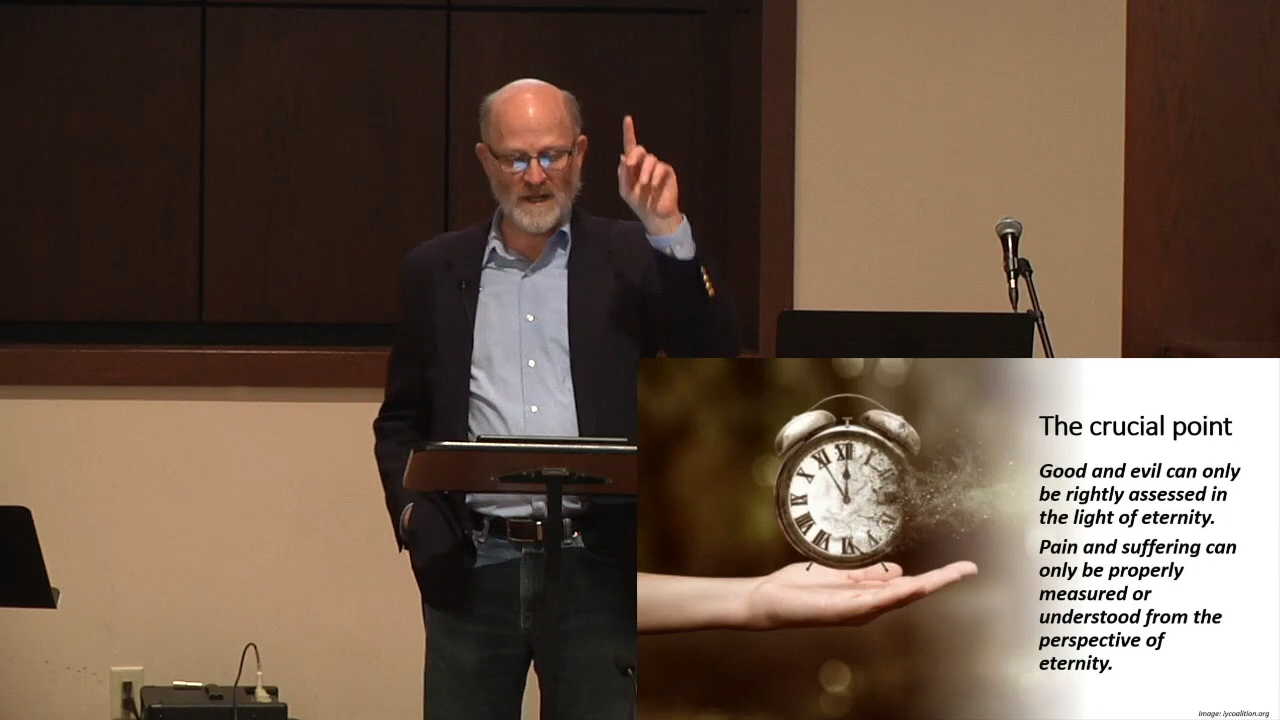 The crucial point
Good and evil can only
be rightly assessed in
the light of eternity.
Pain and suffering can
only be properly
measured or
understood from the
perspective of
eternity.
Image: lycoalition.org